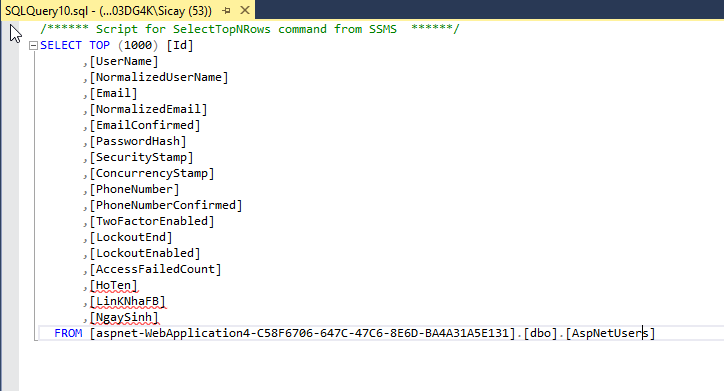 SQLQuery10.sql - (...03DG4K\Sicay (53))
/****** Script for SelectTopNRows command from SSMS  ******/
SELECT TOP (1000) [Id]
,[UserName]
,[NormalizedUserName]
,[Email]
,[NormalizedEmail]
,[EmailConfirmed]
,[PasswordHash]
,[SecurityStamp]
,[ConcurrencyStamp]
,[PhoneNumber]
,[PhoneNumberConfirmed]
,[TwoFactorEnabled]
,[LockoutEnd]
,[LockoutEnabled]
,[AccessFailedCount]
,[HoTen]
,[LinKNhaFB]
,[NgaySinh]
FROM [aspnet-WebApplication4-C58F6706-647C-47C6-8E6D-BA4A31A5E131].[dbo].[AspNetUsers]